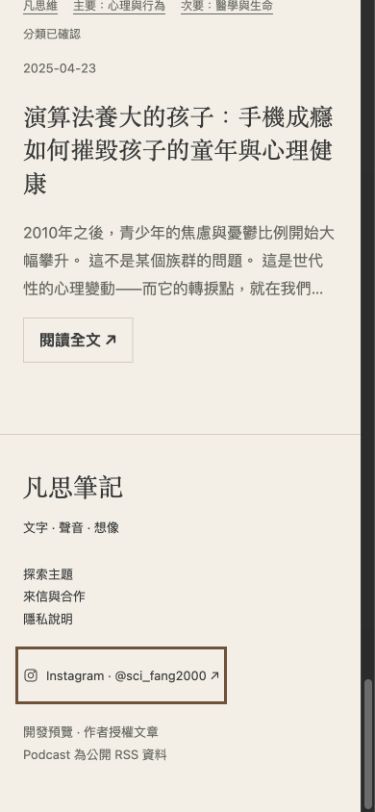 凡思維 主要：心理與行為 次要：醫學與生命
分類已確認
2025-04-23
演算法養大的孩子：手機成癮
如何摧毀孩子的童年與心理健
康
2010年之後，青少年的焦慮與憂鬱比例開始大
幅攀升。 這不是某個族群的問題。 這是世代
性的心理變動——而它的轉捩點，就在我們...
閱讀全文 ↗
凡思筆記
文字 · 聲音 · 想像
探索主題
來信與合作
隱私說明
Instagram · @sci_fang2000 ↗
開發預覽 · 作者授權文章
Podcast 為公開 RSS 資料